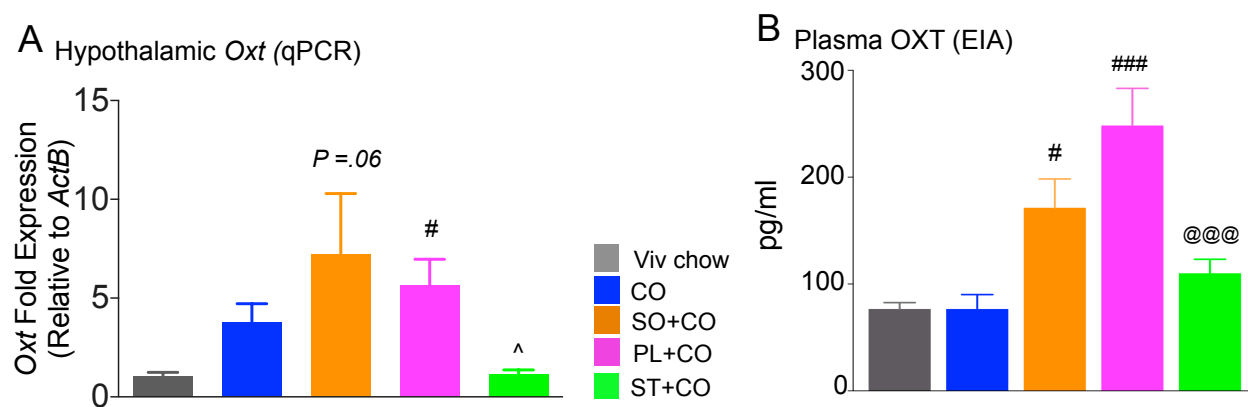 A Hypothalamic Oxt (qPCR)
Oxt Fold Expression
(Relative to ActB)
15
10
5
0
P =.06
#
^
Viv chow
CO
SO+CO
PL+CO
ST+CO
B Plasma OXT (EIA)
pg/ml
300
200
100
0
#
###
@@@